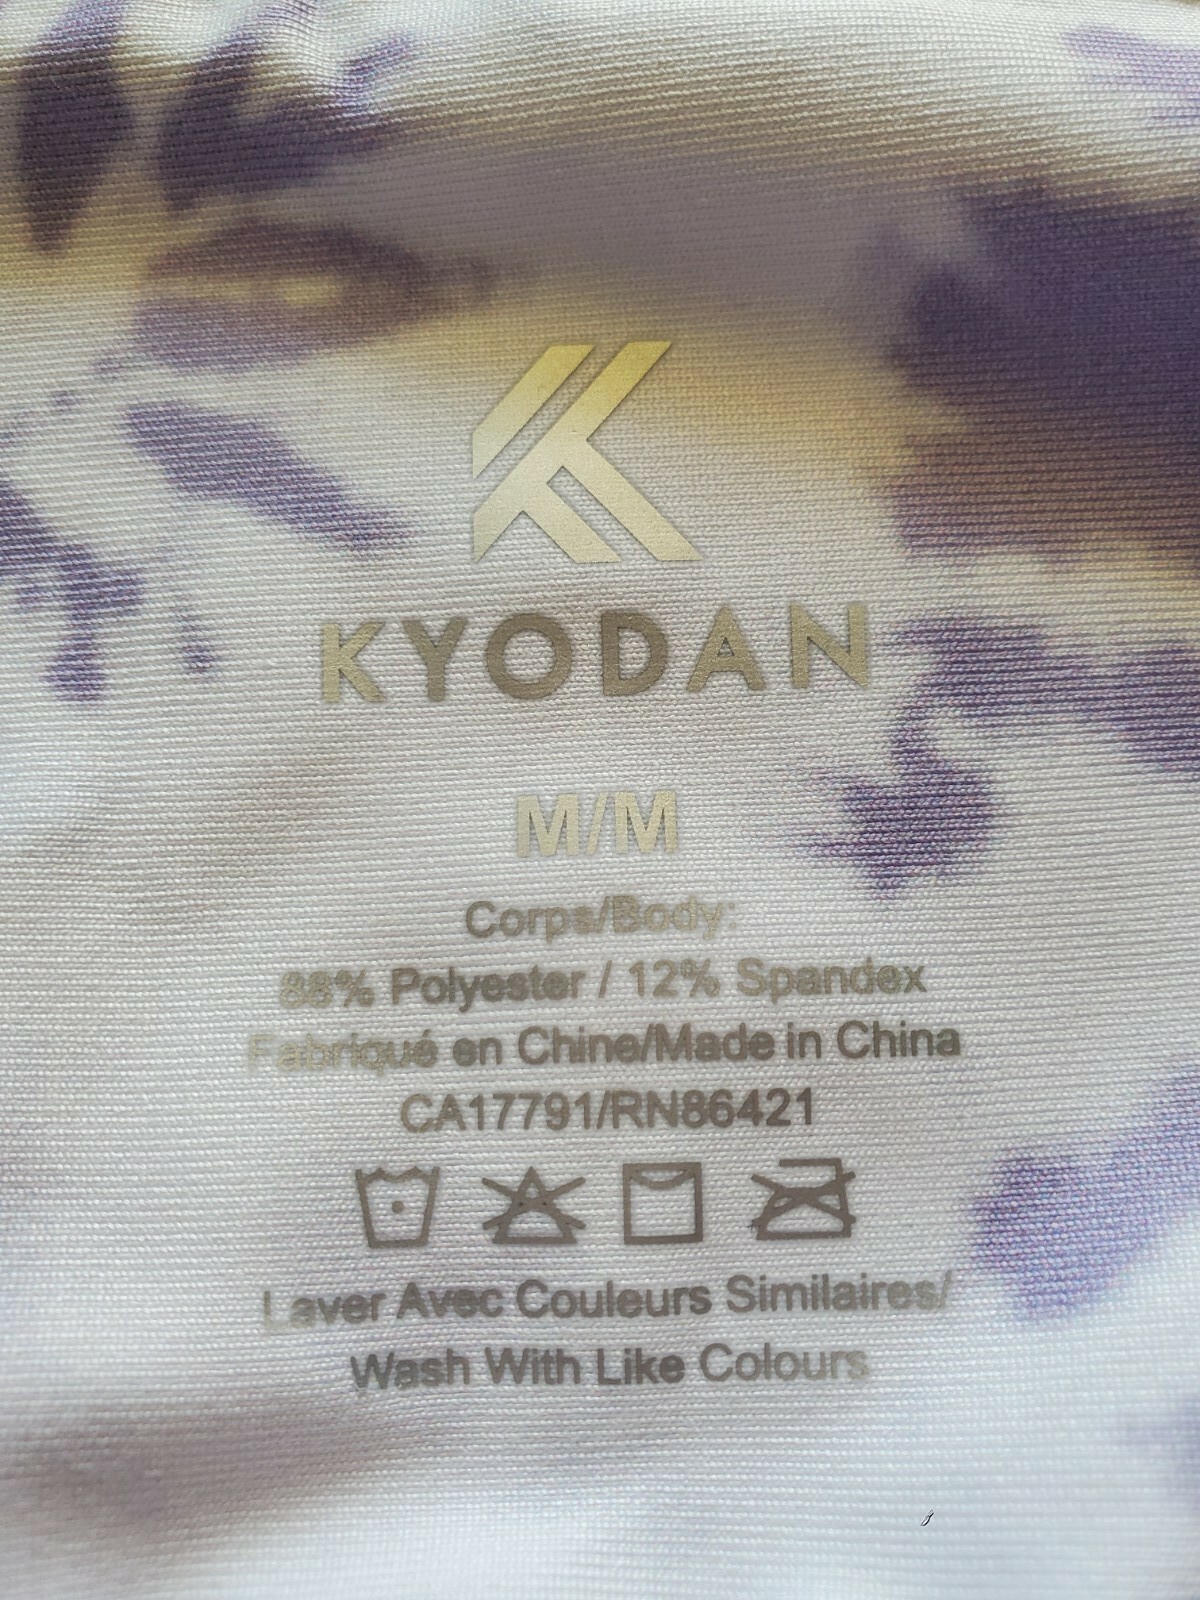 KYODAN
M/M
Corps/Body:
88% Polyester / 12% Spandex
Fabriqué en Chine/Made in China
CA17791/RN86421
Laver Avec Couleurs Similaires/
Wash With Like Colours